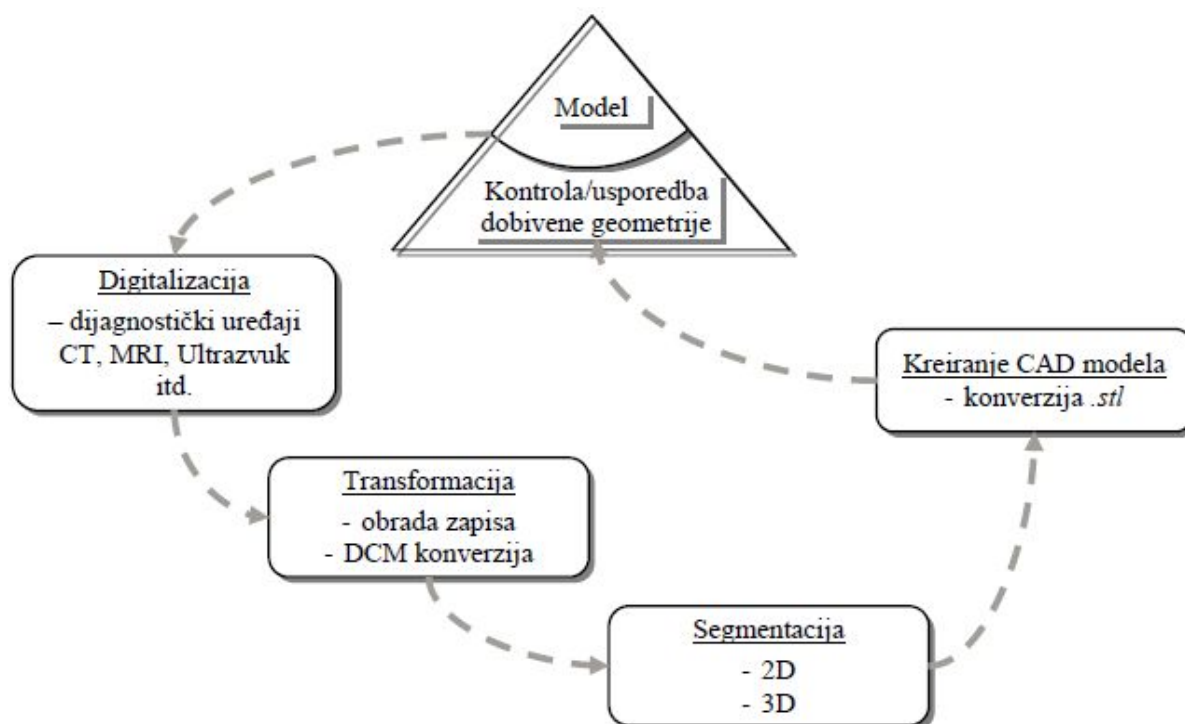 Model
Kontrola/usporedba
dobivene geometrije
Digitalizacija
– dijagnostički uređaji
CT, MRI, Ultrazvuk
itd.
Transformacija
- obrada zapisa
- DCM konverzija
Segmentacija
- 2D
- 3D
Kreiranje CAD modela
- konverzija .stl